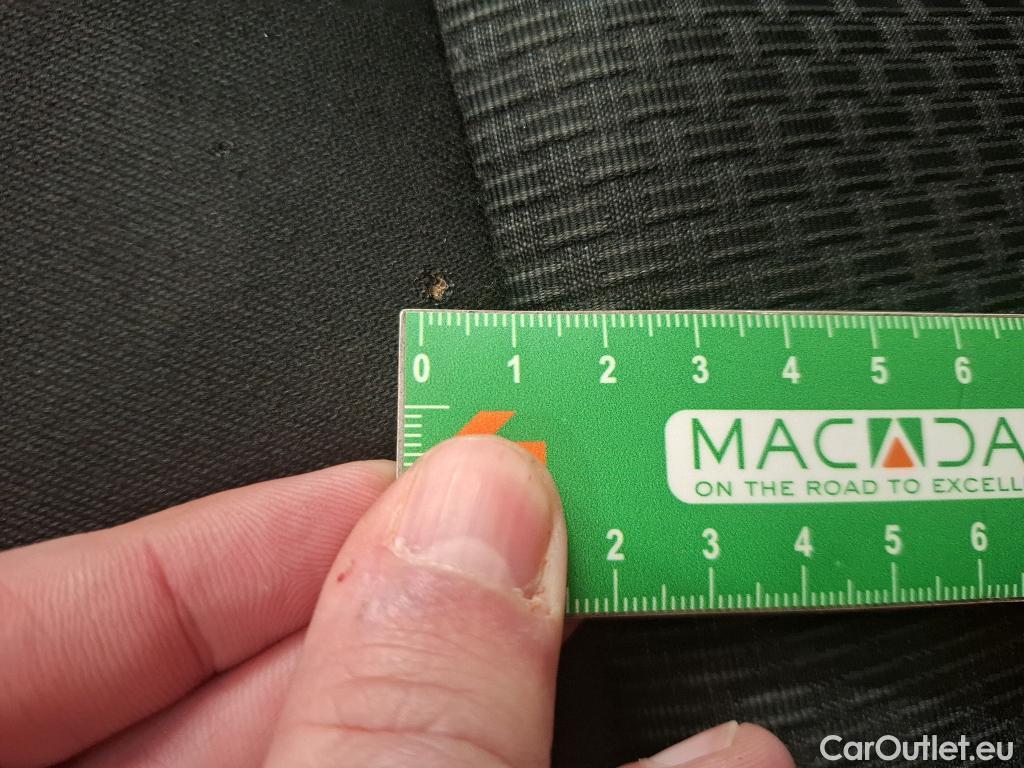 0 1 2 3 4 5 6
MACADA
ON THE ROAD TO EXCELL
2 3 4 5 6
CarOutlet.eu